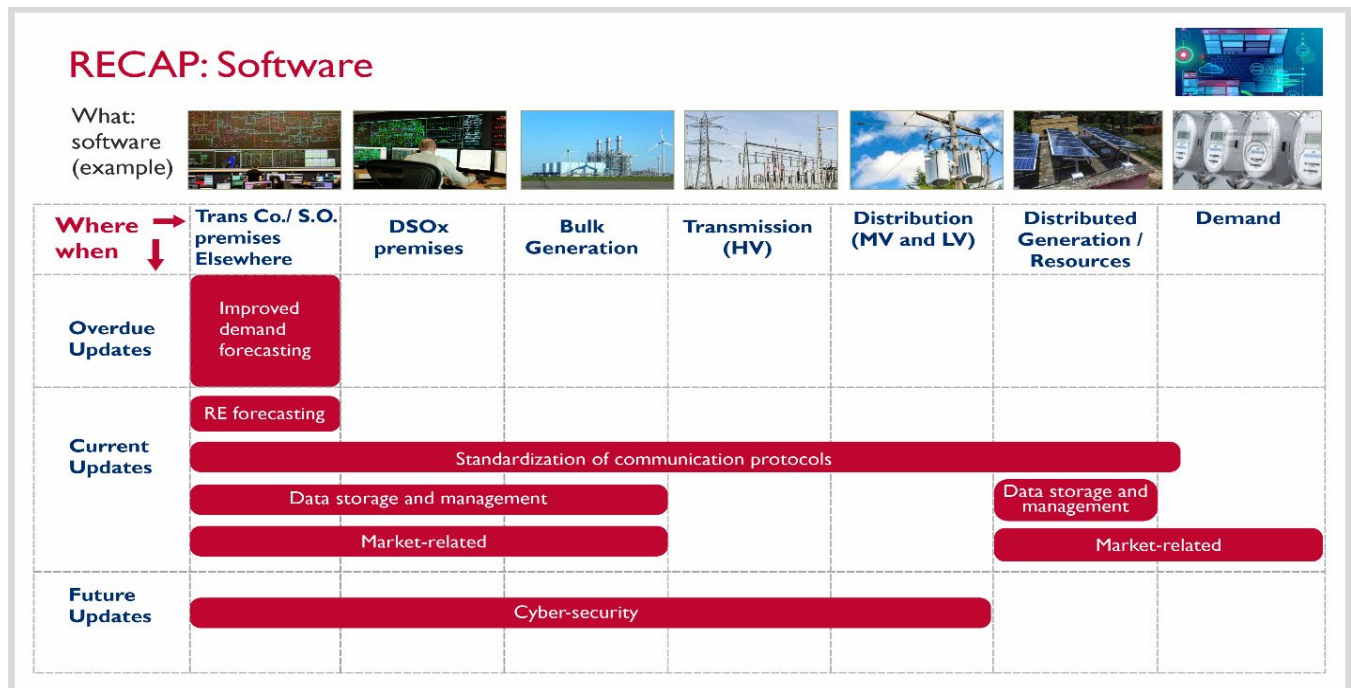 RECAP: Software
What:
software
(example)
Where
when
Trans Co./ S.O.
premises
Elsewhere
DSOx
premises
Bulk
Generation
Transmission
(HV)
Distribution
(MV and LV)
Distributed
Generation /
Resources
Demand
Overdue
Updates
Improved
demand
forecasting
Current
Updates
RE forecasting
Standardization of communication protocols
Data storage and management
Data storage and
management
Market-related
Market-related
Future
Updates
Cyber-security